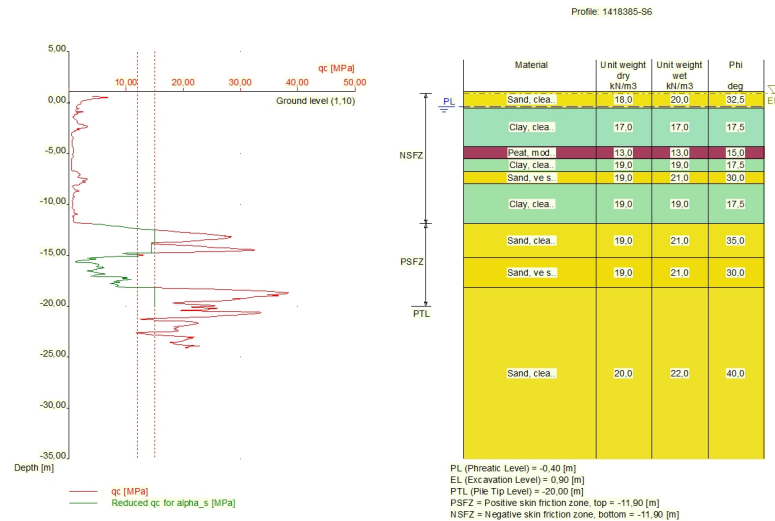 Profile: 1418385-S6
5,00
qc [MPa]
10,00 20,00 30,00 40,00 50,00
0,00
Ground level (1,10)
-5,00
-10,00
-15,00
-20,00
-25,00
-30,00
-35,00
Depth [m]
qc [MPa]
Reduced qc for alpha_s [MPa]
Material Unit weight dry kN/m3 Unit weight wet kN/m3 Phi deg
PL
Sand, clea.. 18,0 20,0 32,5
Clay, clea.. 17,0 17,0 17,5
NSFZ
Peat, mod.. 13,0 13,0 15,0
Clay, clea.. 19,0 19,0 17,5
Sand, ve s.. 19,0 21,0 30,0
Clay, clea.. 19,0 19,0 17,5
Sand, clea.. 19,0 21,0 35,0
PSFZ
Sand, ve s.. 19,0 21,0 30,0
PTL
Sand, clea.. 20,0 22,0 40,0
PL (Phreatic Level) = -0,40 [m]
EL (Excavation Level) = 0,90 [m]
PTL (Pile Tip Level) = -20,00 [m]
PSFZ = Positive skin friction zone, top = -11,90 [m]
NSFZ = Negative skin friction zone, bottom = -11,90 [m]